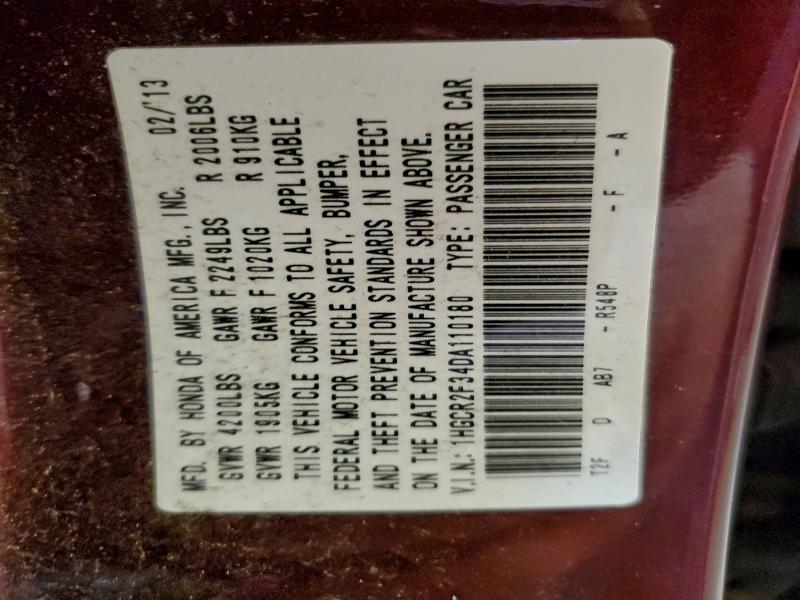 MFD. BY HONDA OF AMERICA MFG., INC. 02/'13
GVWR 4200LBS GAWR F 2249LBS R 2006LBS
GVWR 1905KG GAWR F 1020KG R 910KG
THIS VEHICLE CONFORMS TO ALL APPLICABLE
FEDERAL MOTOR VEHICLE SAFETY, BUMPER,
AND THEFT PREVENTION STANDARDS IN EFFECT
ON THE DATE OF MANUFACTURE SHOWN ABOVE.
V.I.N.: 1HGCR2F34DA110180 TYPE: PASSENGER CAR
T2F D AB7 - R548P - F - A